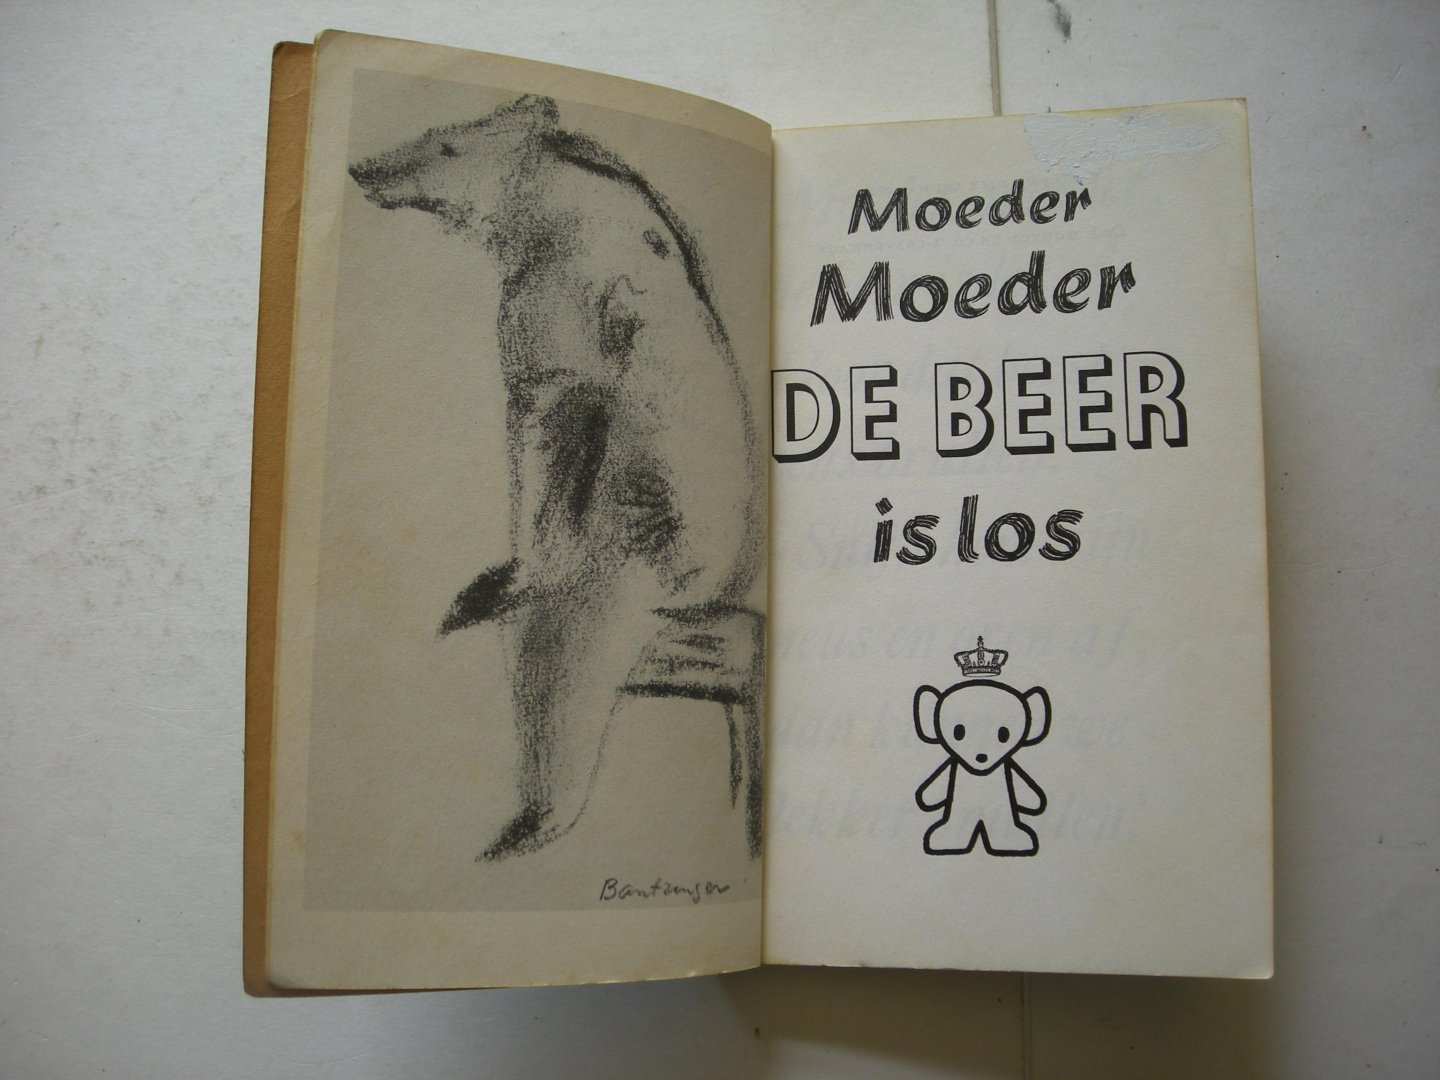 Bantzinger
Moeder
Moeder
DE BEER
is los